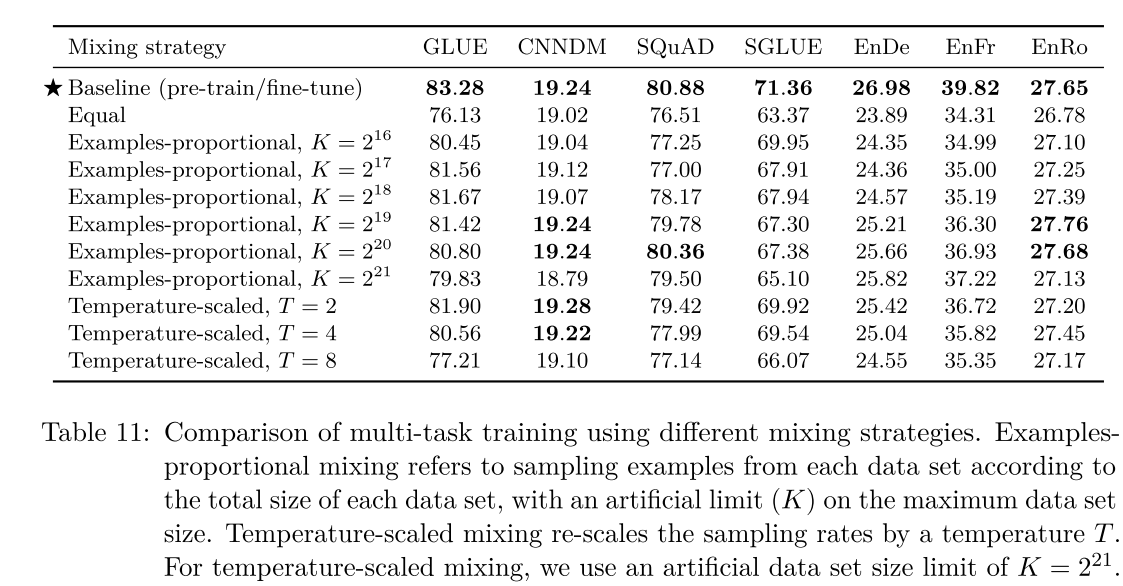 Mixing strategy GLUE CNNDM SQuAD SGLUE EnDe EnFr EnRo
★ Baseline (pre-train/fine-tune) 83.28 19.24 80.88 71.36 26.98 39.82 27.65
Equal 76.13 19.02 76.51 63.37 23.89 34.31 26.78
Examples-proportional, K = 2^16 80.45 19.04 77.25 69.95 24.35 34.99 27.10
Examples-proportional, K = 2^17 81.56 19.12 77.00 67.91 24.36 35.00 27.25
Examples-proportional, K = 2^18 81.67 19.07 78.17 67.94 24.57 35.19 27.39
Examples-proportional, K = 2^19 81.42 19.24 79.78 67.30 25.21 36.30 27.76
Examples-proportional, K = 2^20 80.80 19.24 80.36 67.38 25.66 36.93 27.68
Examples-proportional, K = 2^21 79.83 18.79 79.50 65.10 25.82 37.22 27.13
Temperature-scaled, T = 2 81.90 19.28 79.42 69.92 25.42 36.72 27.20
Temperature-scaled, T = 4 80.56 19.22 77.99 69.54 25.04 35.82 27.45
Temperature-scaled, T = 8 77.21 19.10 77.14 66.07 24.55 35.35 27.17
Table 11: Comparison of multi-task training using different mixing strategies. Examples-
proportional mixing refers to sampling examples from each data set according to
the total size of each data set, with an artificial limit (K) on the maximum data set
size. Temperature-scaled mixing re-scales the sampling rates by a temperature T.
For temperature-scaled mixing, we use an artificial data set size limit of K = 2^21.